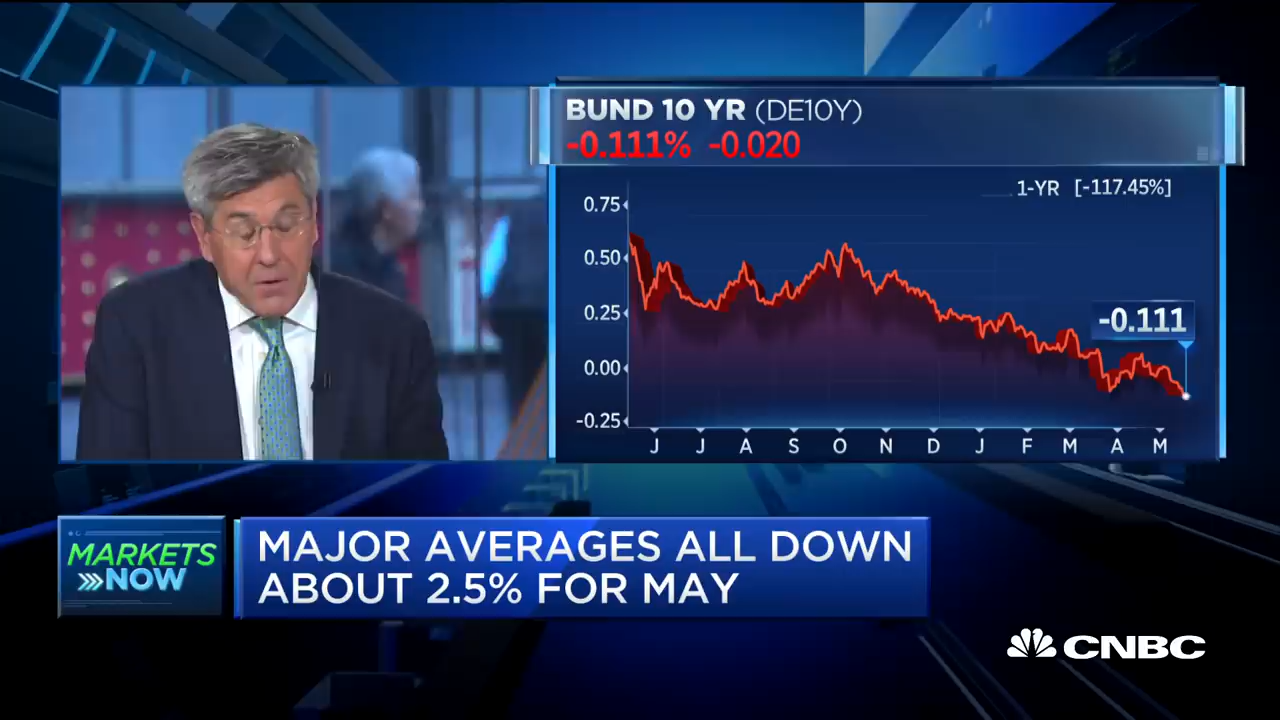 BUND 10 YR (DE10Y)
-0.111% -0.020
1-YR [-117.45%]
0.75
0.50
0.25
0.00
-0.25
-0.111
J J A S O N D J F M A M
MARKETS
NOW
MAJOR AVERAGES ALL DOWN
ABOUT 2.5% FOR MAY
CNBC